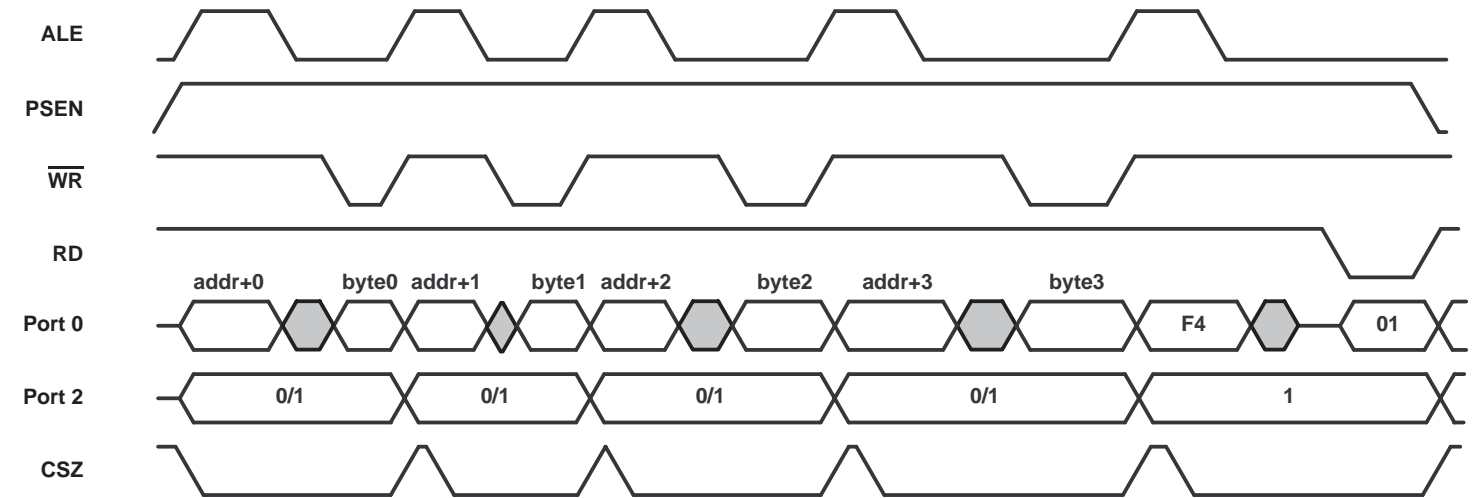 ALE
PSEN
WR
RD
addr+0 byte0 addr+1 byte1 addr+2 byte2 addr+3 byte3
Port 0 F4 01
Port 2 0/1 0/1 0/1 0/1 1
CSZ